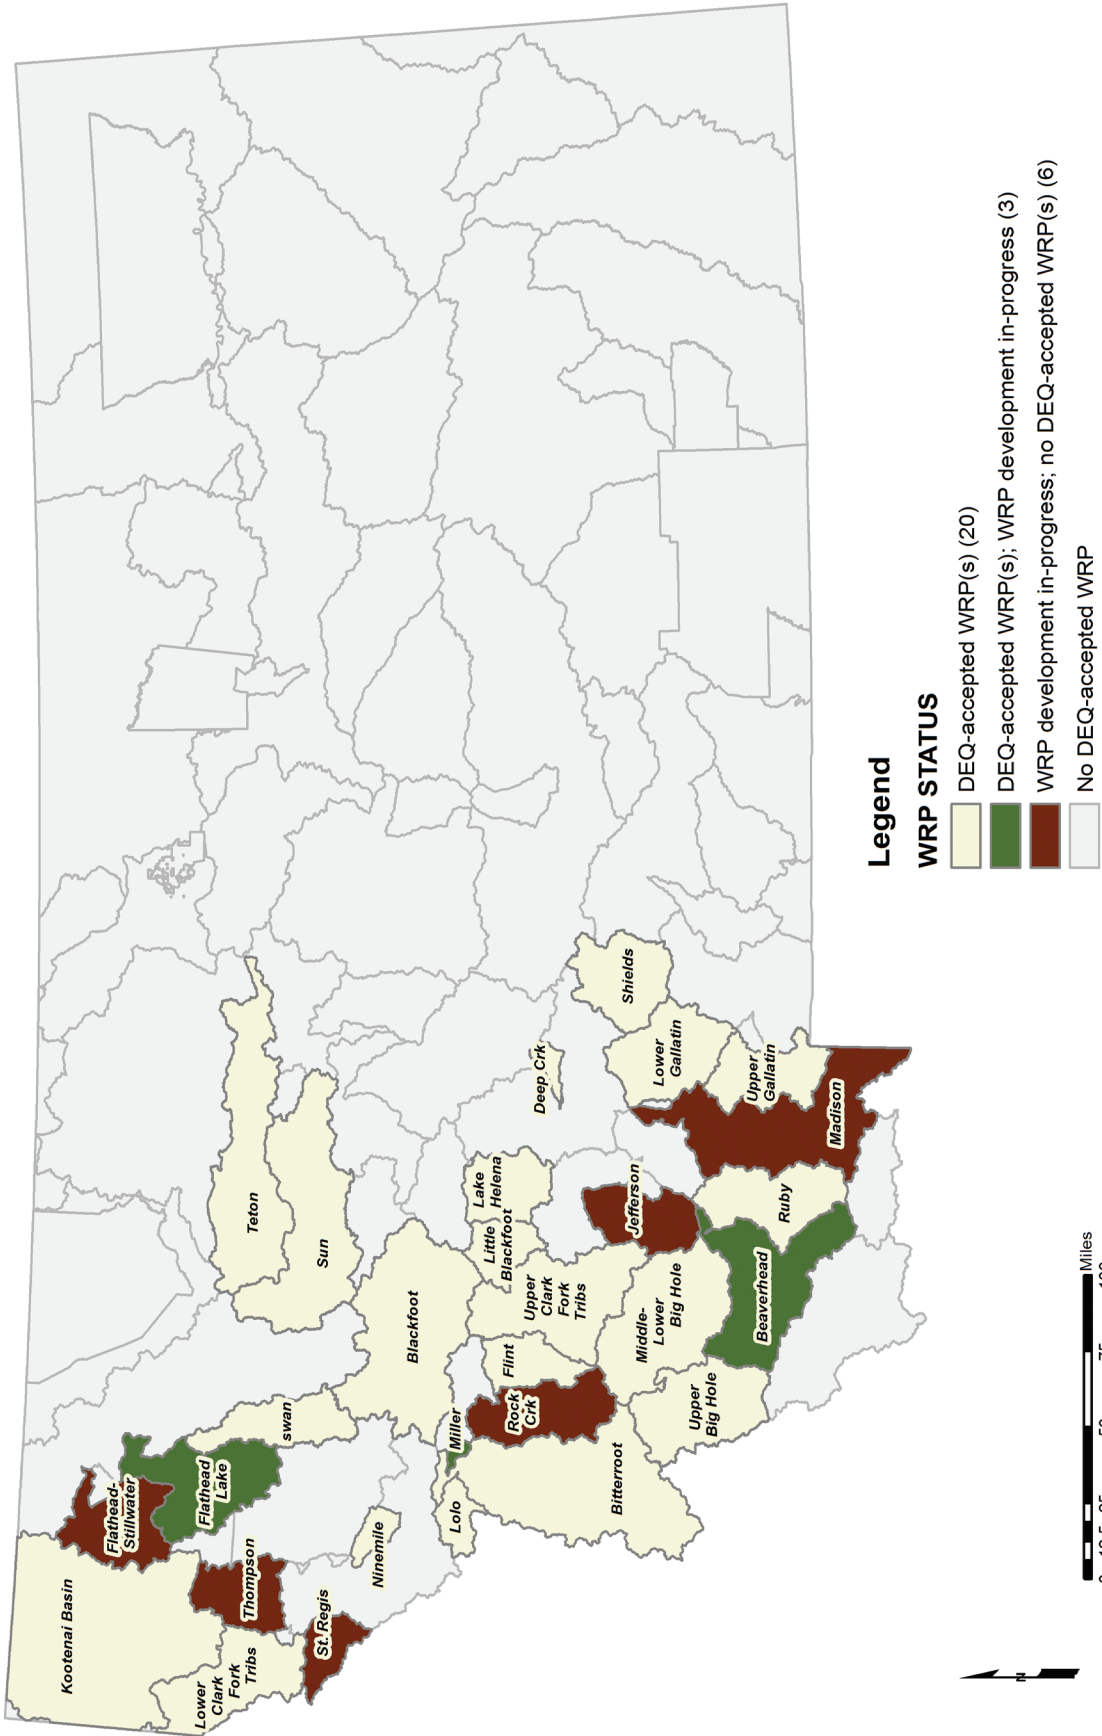 Kootenai Basin
Flathead-
Stillwater
Flathead
Lake
swan
Thompson
Lower
Clark
Fork
Tribs
St. Regis
Ninemile
Teton
Sun
Blackfoot
Lolo
Miller
Rock
Crk
Flint
Little
Blackfoot
Lake
Helena
Deep Crk
Upper
Clark
Fork
Tribs
Bitterroot
Middle-
Lower
Big Hole
Upper
Big Hole
Jefferson
Shields
Lower
Gallatin
Upper
Gallatin
Madison
Ruby
Beaverhead
Legend
WRP STATUS
DEQ-accepted WRP(s) (20)
DEQ-accepted WRP(s); WRP development in-progress (3)
WRP development in-progress; no DEQ-accepted WRP(s) (6)
No DEQ-accepted WRP
N
Miles